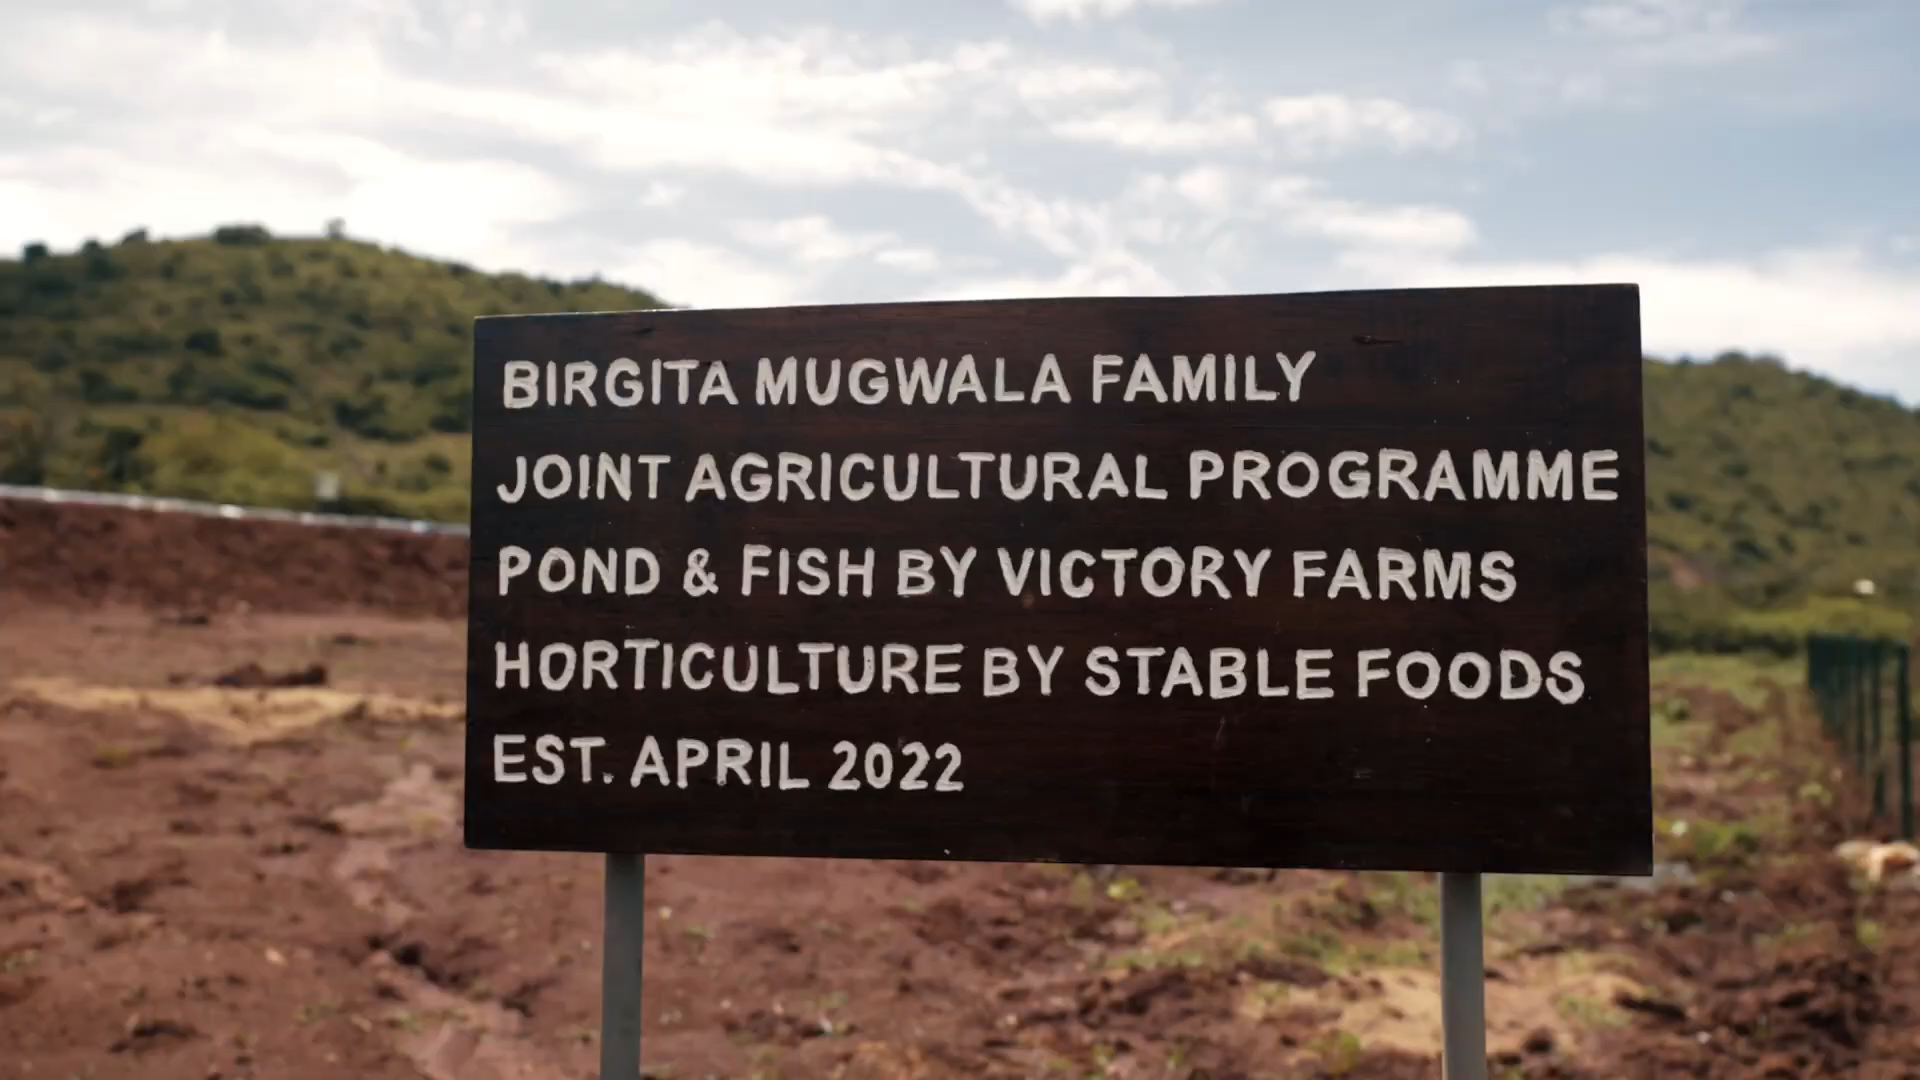 BIRGITA MUGWALA FAMILY
JOINT AGRICULTURAL PROGRAMME
POND & FISH BY VICTORY FARMS
HORTICULTURE BY STABLE FOODS
EST. APRIL 2022